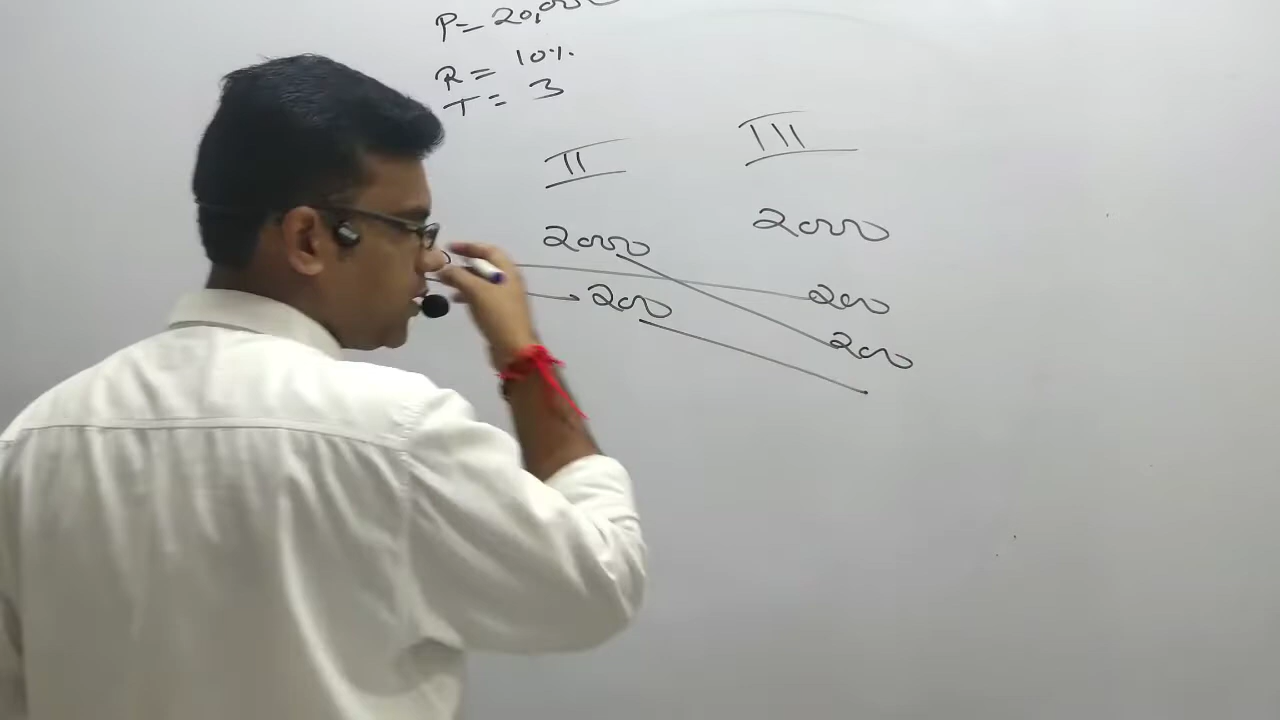 P= 20,000
R = 10%
T = 3
II III
2000 2000
200 200
200